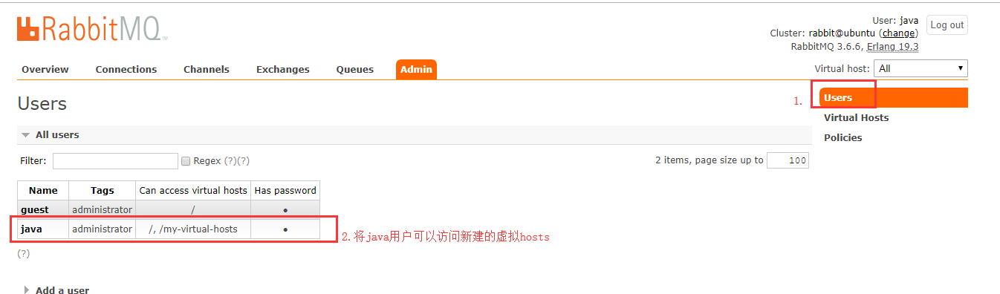 RabbitMQ TM
User: java
Log out
Cluster: rabbit@ubuntu (change)
RabbitMQ 3.6.6, Erlang 19.3
Overview Connections Channels Exchanges Queues Admin
Virtual host: All
Users
1.
Users
Virtual Hosts
Policies
All users
Filter: Regex (?)(?)
2 items, page size up to 100
Name Tags Can access virtual hosts Has password
guest administrator / ●
java administrator /, /my-virtual-hosts ●
2.将java用户可以访问新建的虚拟hosts
(?)
Add a user